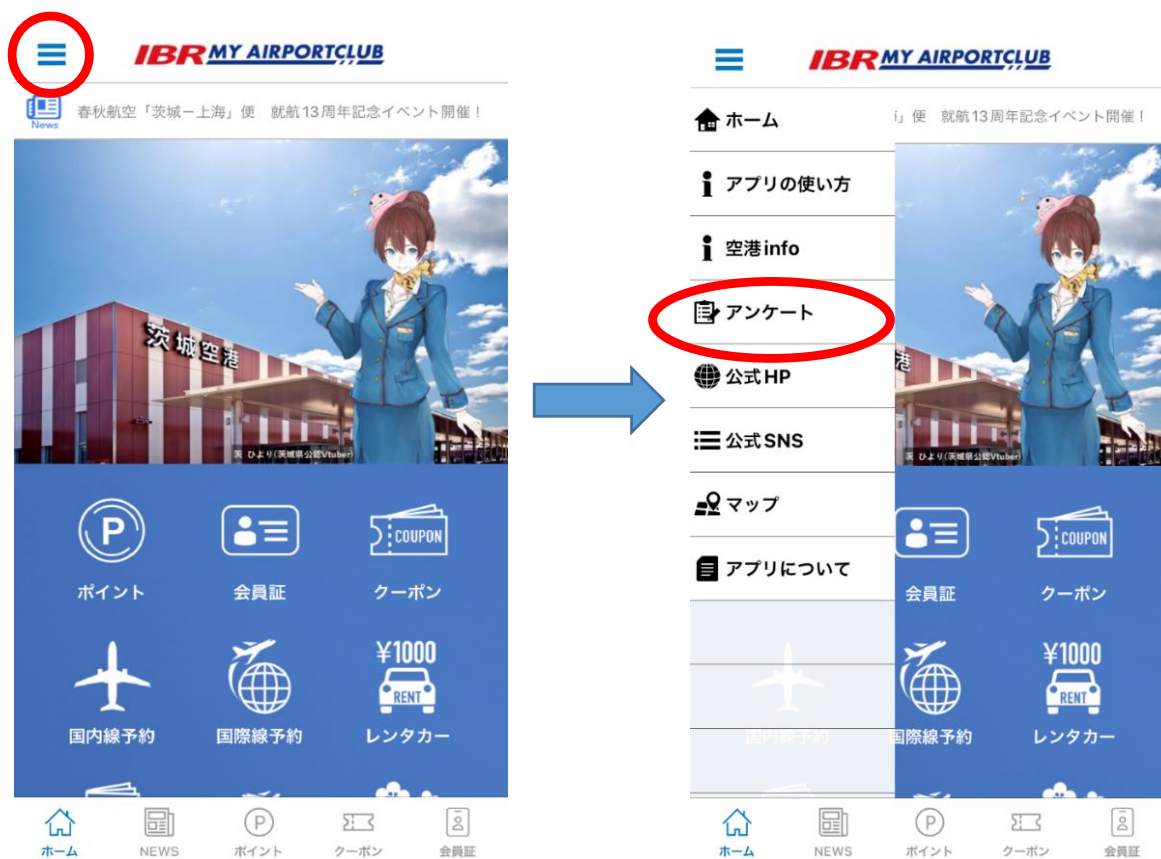 IBR MY AIRPORTCLUB
News
春秋航空「茨城ー上海」便 就航13周年記念イベント開催！
茨城空港
茨 ひより(茨城県公認Vtuber)
P
COUPON
ポイント 会員証 クーポン
¥1000
RENT
国内線予約 国際線予約 レンタカー
ホーム NEWS ポイント クーポン 会員証
IBR MY AIRPORTCLUB
」便 就航13周年記念イベント開催！
ホーム
アプリの使い方
空港info
アンケート
公式HP
公式SNS
マップ
アプリについて
港
茨 ひより(茨城県公認Vtuber)
COUPON
会員証 クーポン
¥1000
RENT
国内線予約 国際線予約 レンタカー
ホーム NEWS ポイント クーポン 会員証